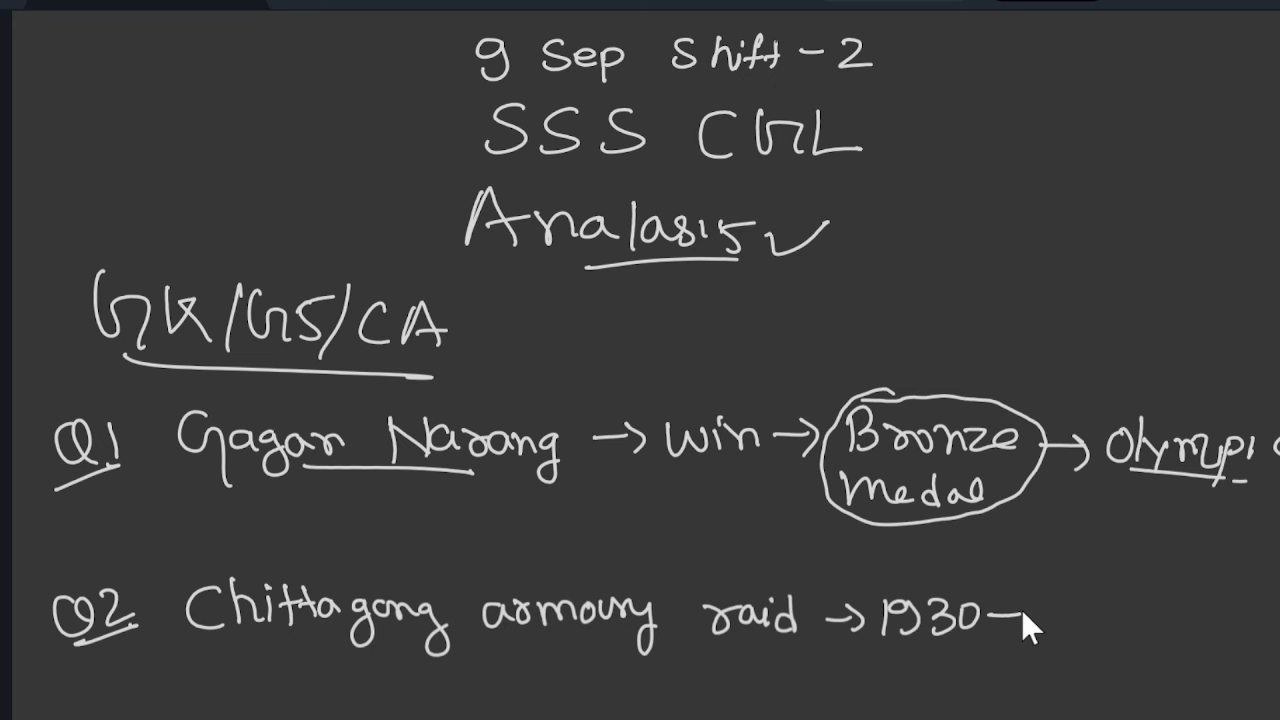 9 Sep Shift-2
SSS CGL
Analasis ✓
GK/GS/CA
Q1 Gagan Narang → win → Bronze medal → Olympi
Q2 Chittagong armoury raid → 1930 -